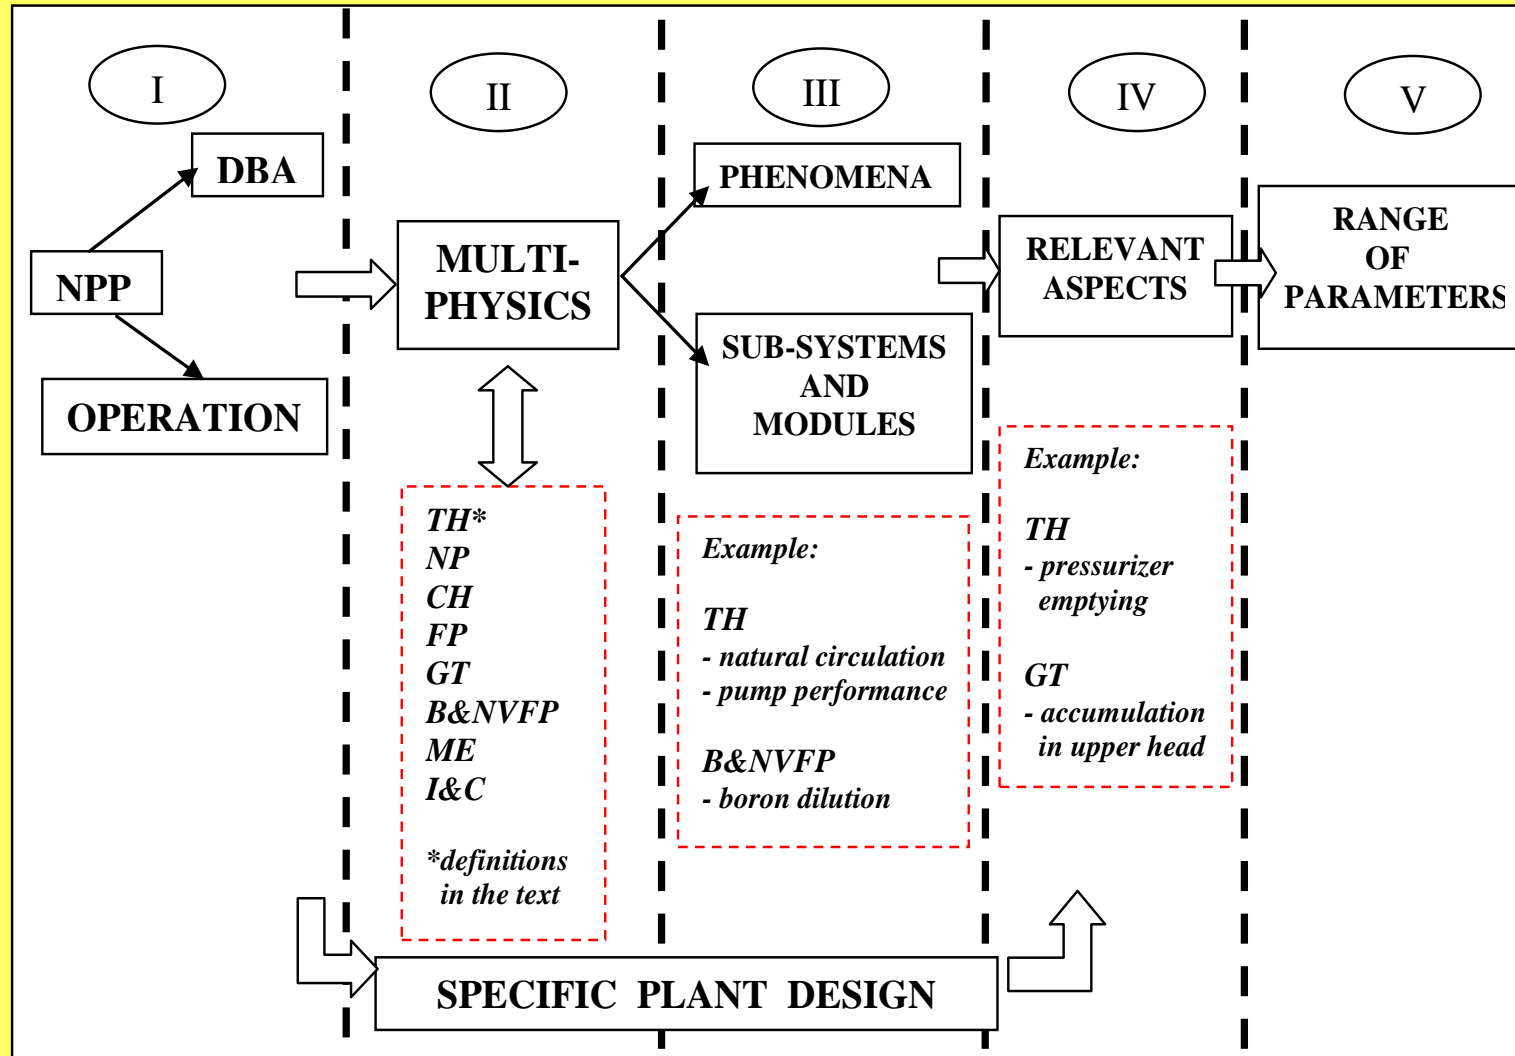 I
II
III
IV
V
DBA
NPP
OPERATION
MULTI-
PHYSICS
TH*
NP
CH
FP
GT
B&NVFP
ME
I&C
*definitions
in the text
PHENOMENA
SUB-SYSTEMS
AND
MODULES
Example:
TH
- natural circulation
- pump performance
B&NVFP
- boron dilution
RELEVANT
ASPECTS
Example:
TH
- pressurizer
emptying
GT
- accumulation
in upper head
RANGE
OF
PARAMETERS
SPECIFIC PLANT DESIGN